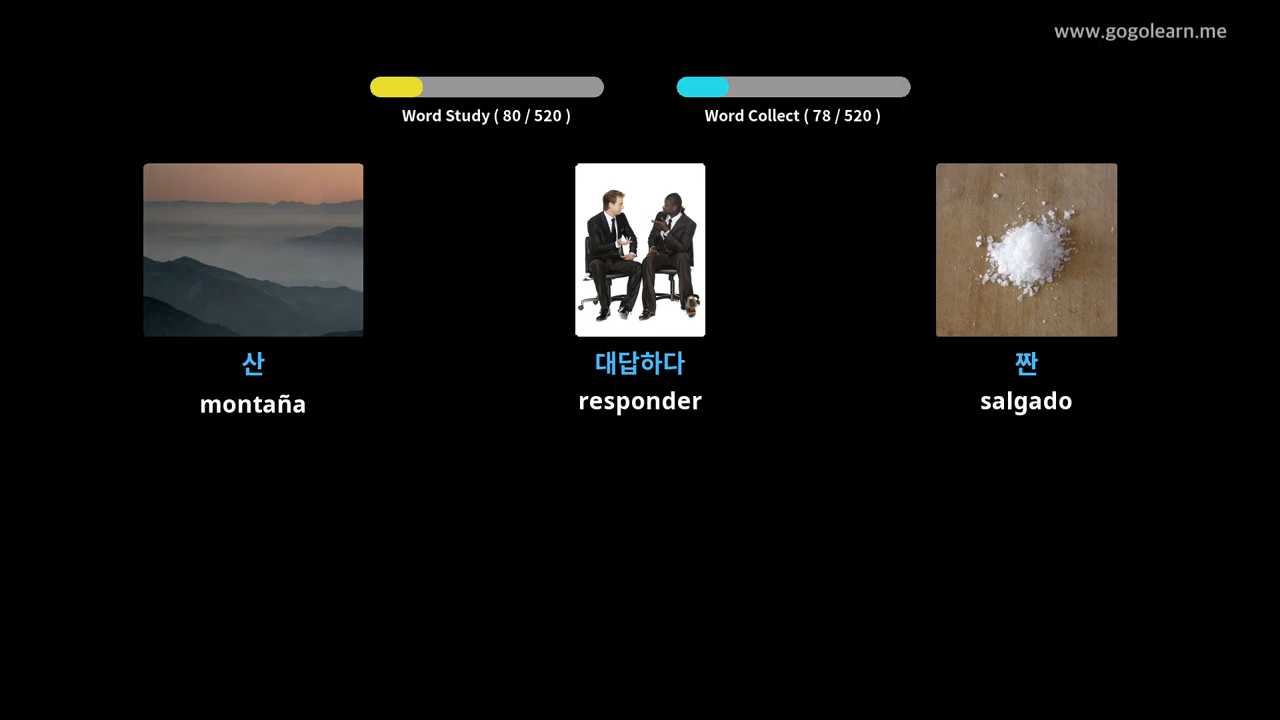 www.gogolearn.me
Word Study ( 80 / 520 )
Word Collect ( 78 / 520 )
산
montaña
대답하다
responder
짠
salgado